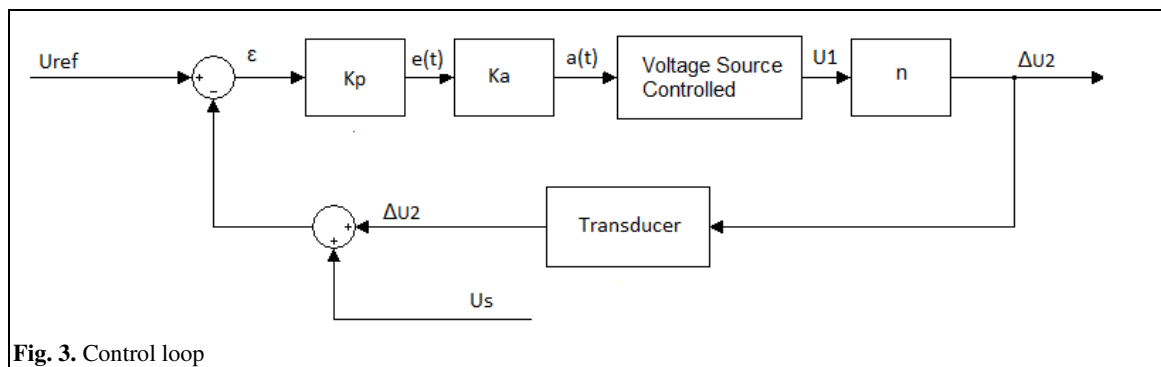 Uref
ε
Kp
e(t)
Ka
a(t)
Voltage Source
Controlled
U1
n
ΔU2
+
−
ΔU2
+
+
Transducer
Us
Fig. 3. Control loop